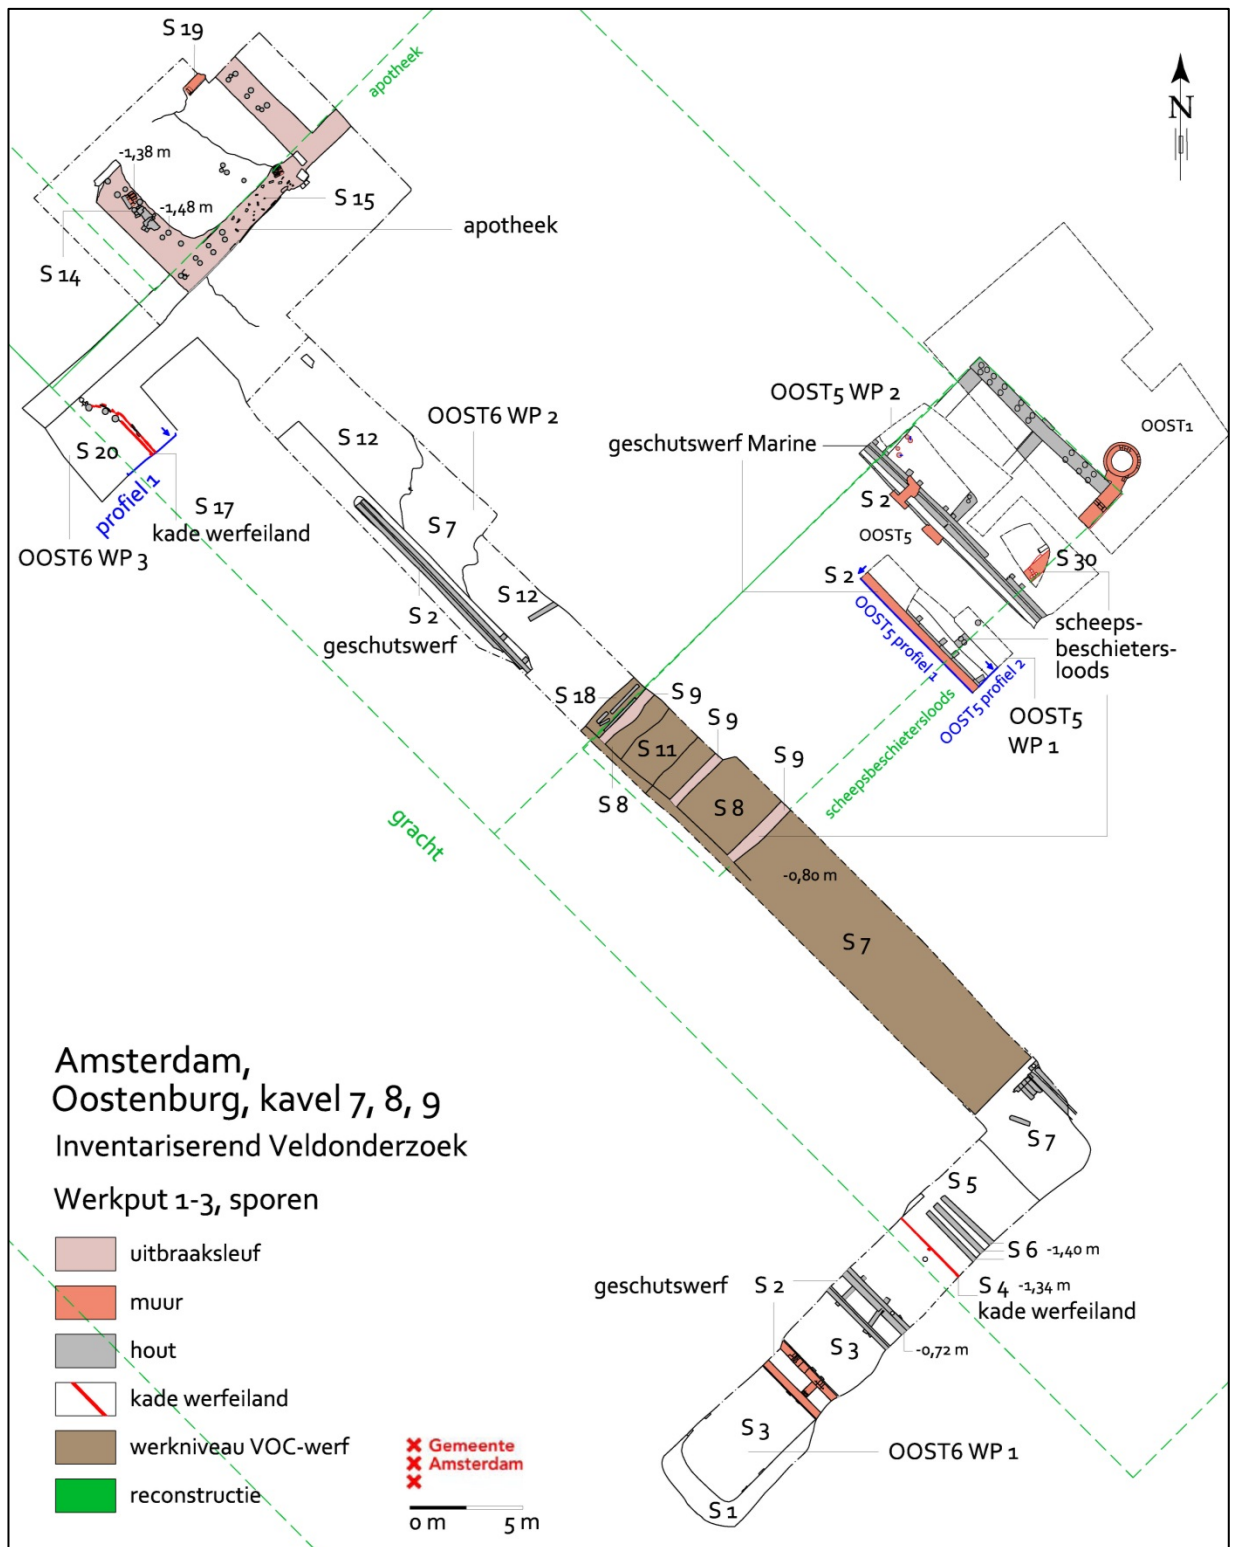 S 19
apotheek
N
-1,38 m
-1,48 m
S 15
apotheek
S 14
OOST5 WP 2
OOST1
geschutswerf Marine
OOST6 WP 2
S 12
S 20
profiel 1
S 17
kade werfeiland
OOST6 WP 3
S 7
S 2
OOST5
S 30
S 2
OOST5 profiel 1
OOST5 profiel 2
scheeps-
beschieters-
loods
S 12
S 2
geschutswerf
S 18
S 9
S 9
S 9
S 11
S 8
S 8
OOST5
WP 1
scheepsbeschietersloods
gracht
-0,80 m
S 7
Amsterdam,
Oostenburg, kavel 7, 8, 9
Inventariserend Veldonderzoek
Werkput 1-3, sporen
uitbraaksleuf
muur
hout
kade werfeiland
werkniveau VOC-werf
reconstructie
Gemeente
Amsterdam
0 m 5 m
S 7
S 5
S 6 -1,40 m
S 4 -1,34 m
kade werfeiland
geschutswerf S 2
S 3
-0,72 m
S 3
OOST6 WP 1
S 1